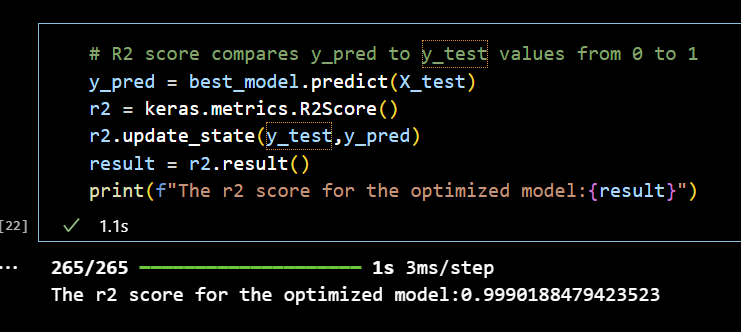 # R2 score compares y_pred to y_test values from 0 to 1
y_pred = best_model.predict(X_test)
r2 = keras.metrics.R2Score()
r2.update_state(y_test,y_pred)
result = r2.result()
print(f"The r2 score for the optimized model:{result}")
[22]
✓ 1.1s
...
265/265 ━━━━━━━━━━━━━━━━━━━━ 1s 3ms/step
The r2 score for the optimized model:0.9990188479423523